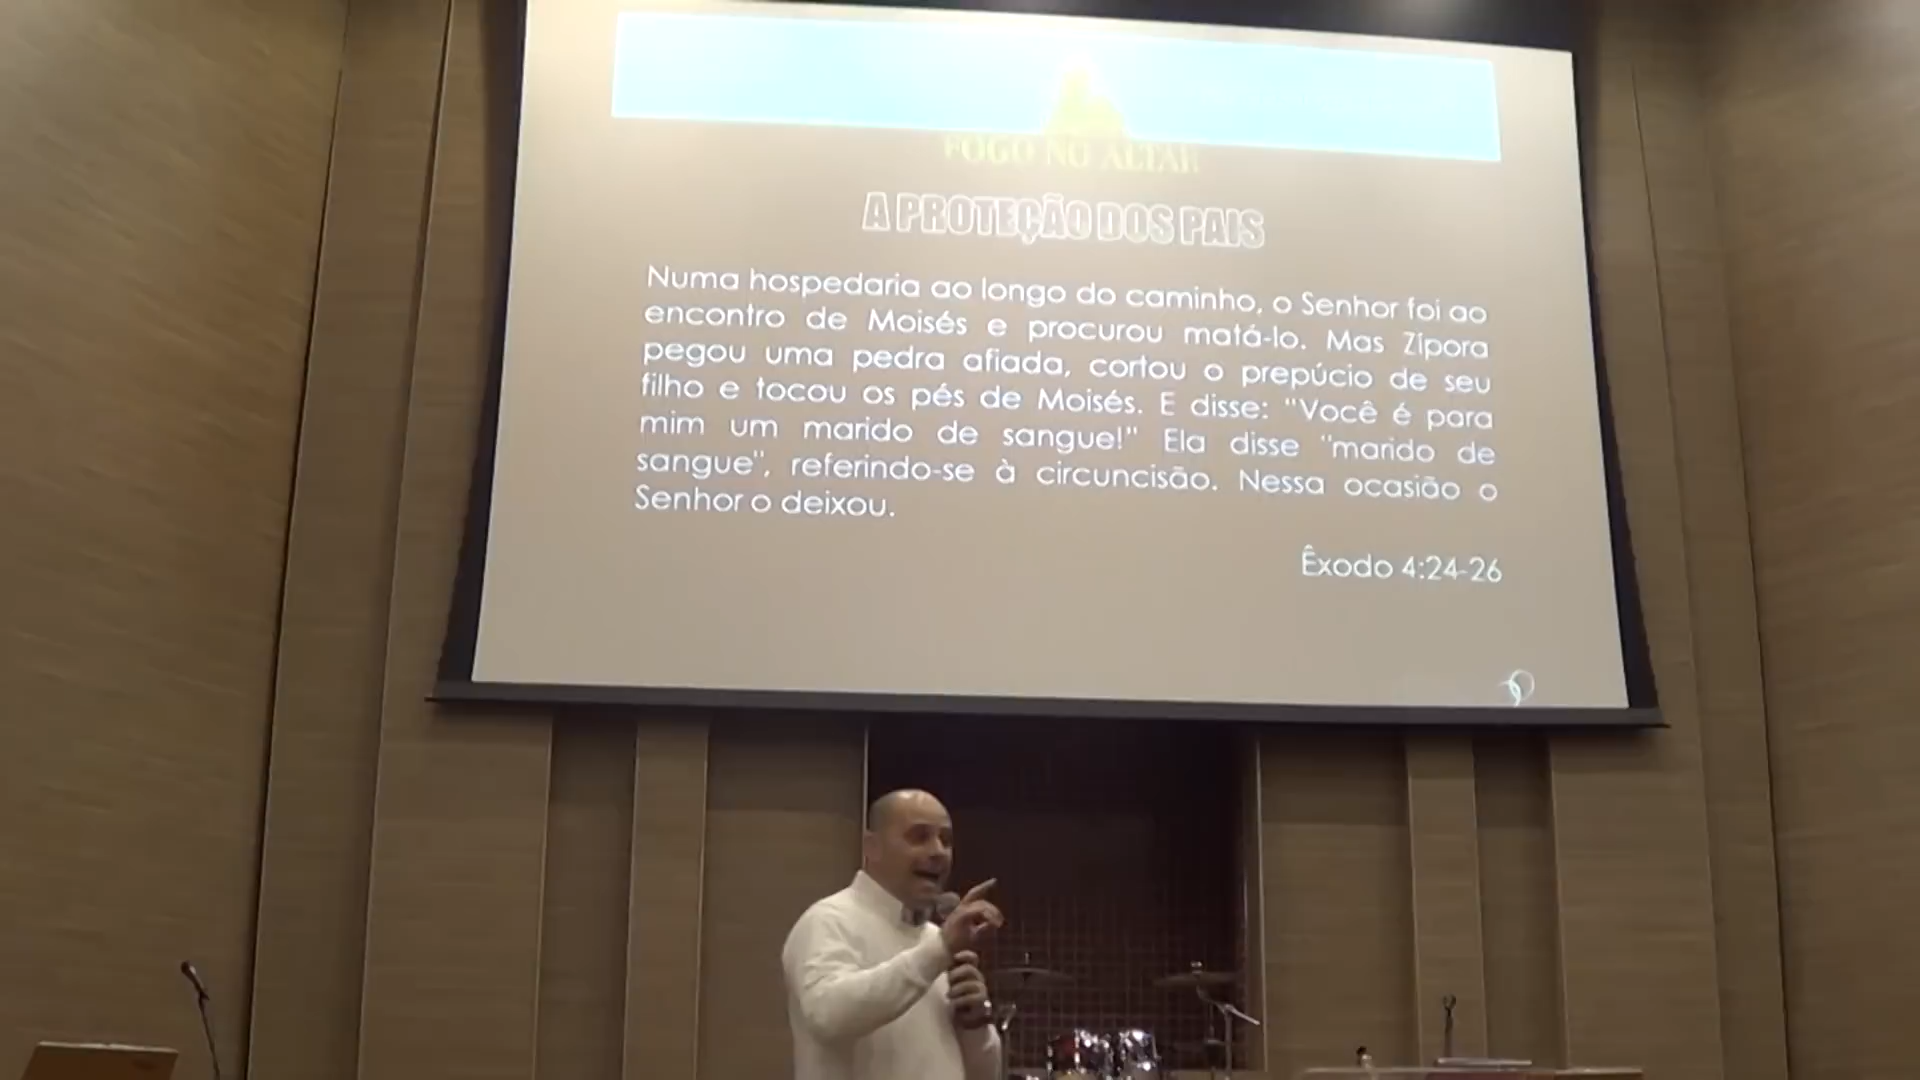 FOGO NO ALTAR
A PROTEÇÃO DOS PAIS
Numa hospedaria ao longo do caminho, o Senhor foi ao
encontro de Moisés e procurou matá-lo. Mas Zípora
pegou uma pedra afiada, cortou o prepúcio de seu
filho e tocou os pés de Moisés. E disse: "Você é para
mim um marido de sangue!" Ela disse "marido de
sangue", referindo-se à circuncisão. Nessa ocasião o
Senhor o deixou.
Êxodo 4:24-26